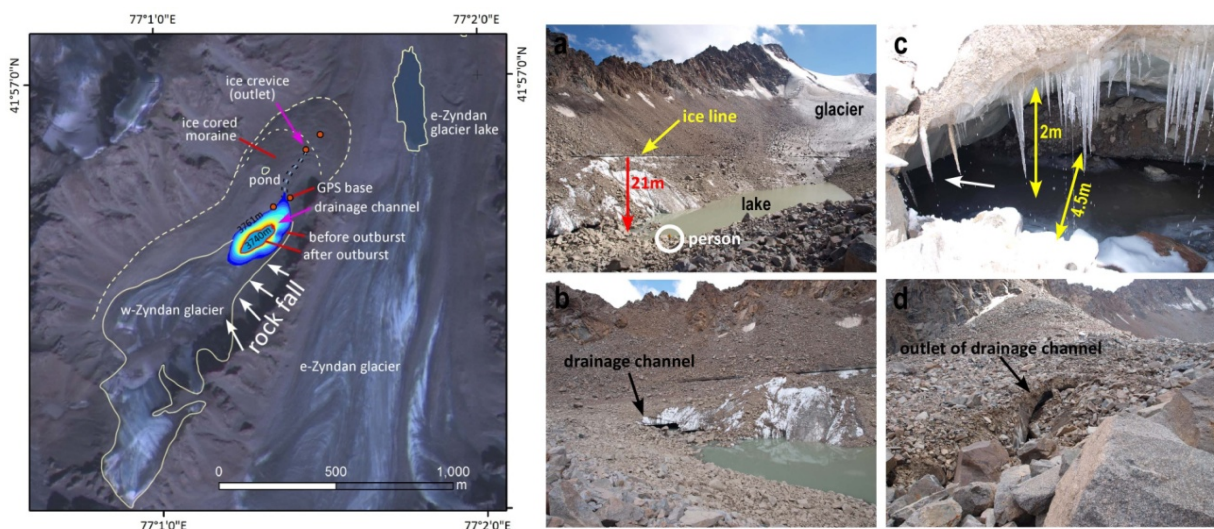 77°1'0"E
77°2'0"E
41°57'0"N
41°57'0"N
ice crevice
(outlet)
ice cored
moraine
e-Zyndan
glacier lake
pond
GPS base
drainage channel
3761m
3740m
before outburst
after outburst
w-Zyndan glacier
rock fall
e-Zyndan glacier
0
500
1,000
m
77°1'0"E
77°2'0"E
a
ice line
glacier
21m
lake
person
b
drainage channel
c
2m
4.5m
d
outlet of drainage channel